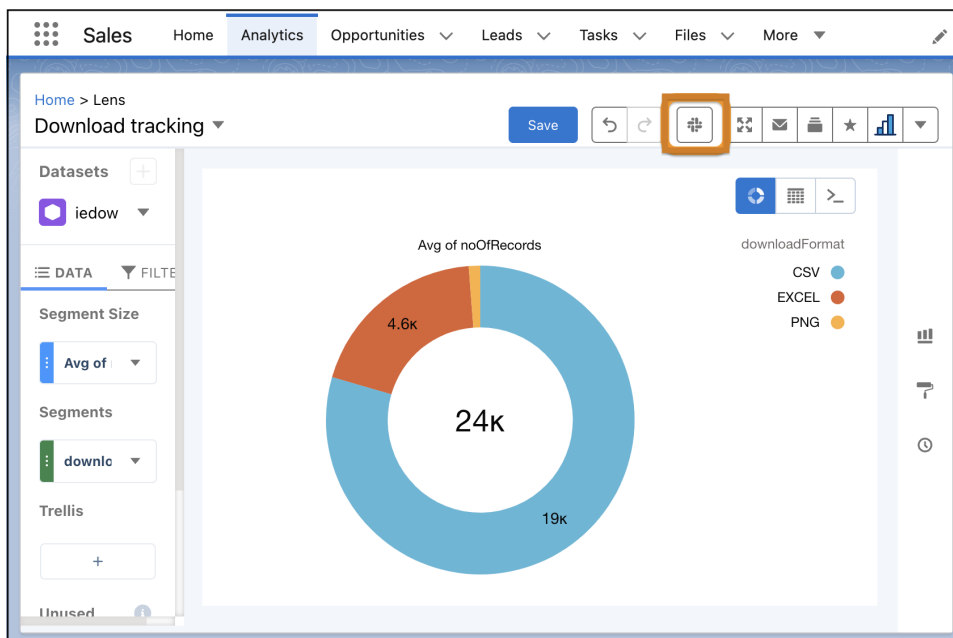 Sales Home Analytics Opportunities Leads Tasks Files More
Home > Lens
Download tracking
Save
Datasets
iedow
DATA FILTE
Segment Size
Avg of
Segments
downlo
Trellis
+
Unused
Avg of noOfRecords
4.6K
24K
19K
downloadFormat
CSV
EXCEL
PNG